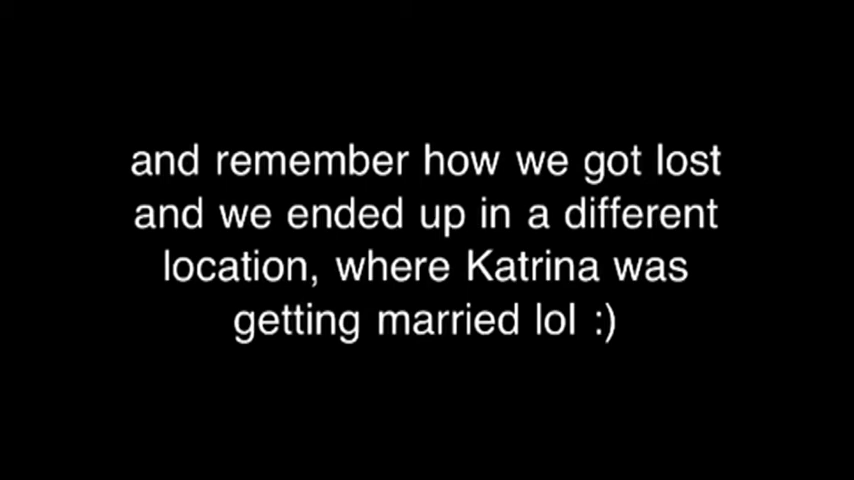 and remember how we got lost
and we ended up in a different
location, where Katrina was
getting married lol :)